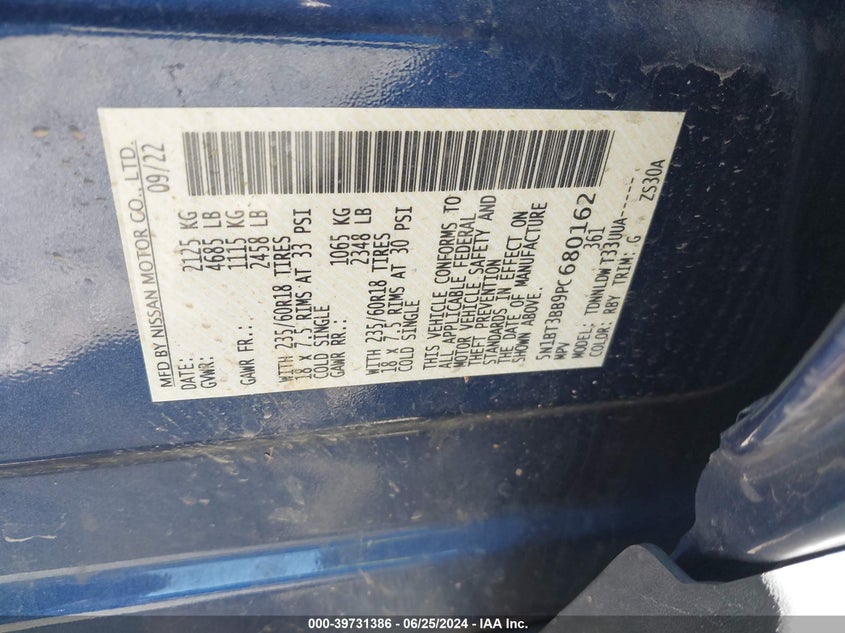 MFD BY NISSAN MOTOR CO., LTD.
DATE: 09/22
GVWR: 2125 KG
4685 LB
GAWR FR.: 1115 KG
2458 LB
WITH 235/60R18 TIRES
18 x 7.5 RIMS AT 33 PSI
COLD SINGLE
GAWR RR.: 1065 KG
2348 LB
WITH 235/60R18 TIRES
18 x 7.5 RIMS AT 30 PSI
COLD SINGLE
THIS VEHICLE CONFORMS TO
ALL APPLICABLE FEDERAL
MOTOR VEHICLE SAFETY AND
THEFT PREVENTION
STANDARDS IN EFFECT ON
THE DATE OF MANUFACTURE
SHOWN ABOVE.
5N1BT3BB9PC680162
MPV 361
MODEL: TDNNLDW T33UUA-----
COLOR: RBY TRIM: G ZS30A
000-39731386 / 06/25/2024 - IAA Inc.